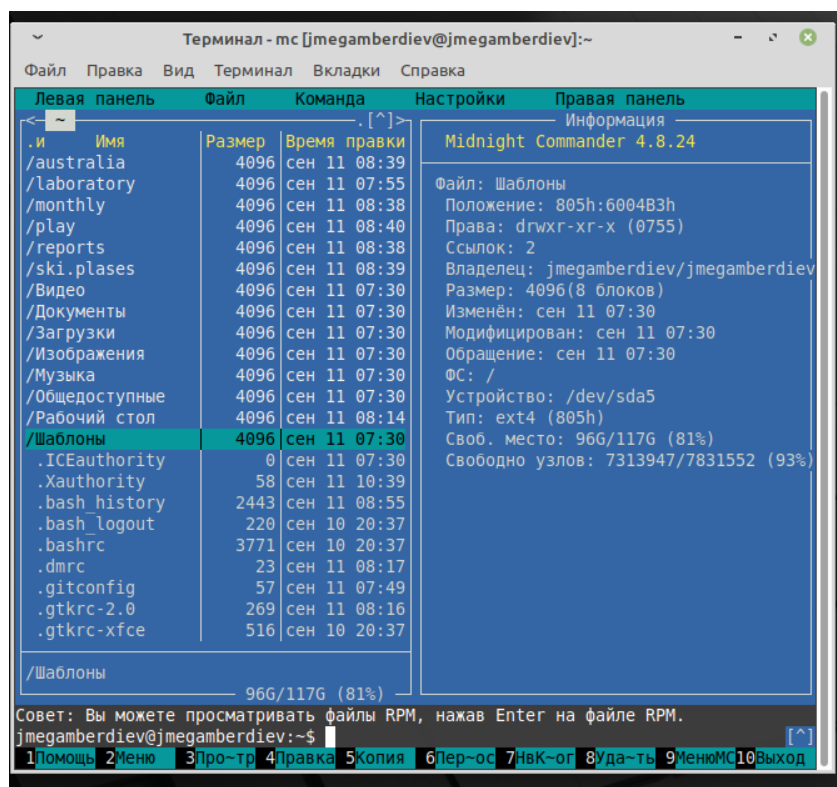 Терминал - mc [jmegamberdiev@jmegamberdiev]:~
Файл Правка Вид Терминал Вкладки Справка
Левая панель Файл Команда Настройки Правая панель
<— ~ .[^]> Информация
.и Имя Размер Время правки Midnight Commander 4.8.24
/australia 4096 сен 11 08:39
/laboratory 4096 сен 11 07:55 Файл: Шаблоны
/monthly 4096 сен 11 08:38 Положение: 805h:6004B3h
/play 4096 сен 11 08:40 Права: drwxr-xr-x (0755)
/reports 4096 сен 11 08:38 Ссылок: 2
/ski.plases 4096 сен 11 08:39 Владелец: jmegamberdiev/jmegamberdiev
/Видео 4096 сен 11 07:30 Размер: 4096(8 блоков)
/Документы 4096 сен 11 07:30 Изменён: сен 11 07:30
/Загрузки 4096 сен 11 07:30 Модифицирован: сен 11 07:30
/Изображения 4096 сен 11 07:30 Обращение: сен 11 07:30
/Музыка 4096 сен 11 07:30 ФС: /
/Общедоступные 4096 сен 11 07:30 Устройство: /dev/sda5
/Рабочий стол 4096 сен 11 08:14 Тип: ext4 (805h)
/Шаблоны 4096 сен 11 07:30 Своб. место: 96G/117G (81%)
.ICEauthority 0 сен 11 07:30 Свободно узлов: 7313947/7831552 (93%)
.Xauthority 58 сен 11 10:39
.bash_history 2443 сен 11 08:55
.bash_logout 220 сен 10 20:37
.bashrc 3771 сен 10 20:37
.dmrc 23 сен 11 08:17
.gitconfig 57 сен 11 07:49
.gtkrc-2.0 269 сен 11 08:16
.gtkrc-xfce 516 сен 10 20:37
/Шаблоны
96G/117G (81%)
Совет: Вы можете просматривать файлы RPM, нажав Enter на файле RPM.
jmegamberdiev@jmegamberdiev:~$ [^]
1Помощь 2Меню 3Про~тр 4Правка 5Копия 6Пер~ос 7НвК~ог 8Уда~ть 9МенюМС 10Выход